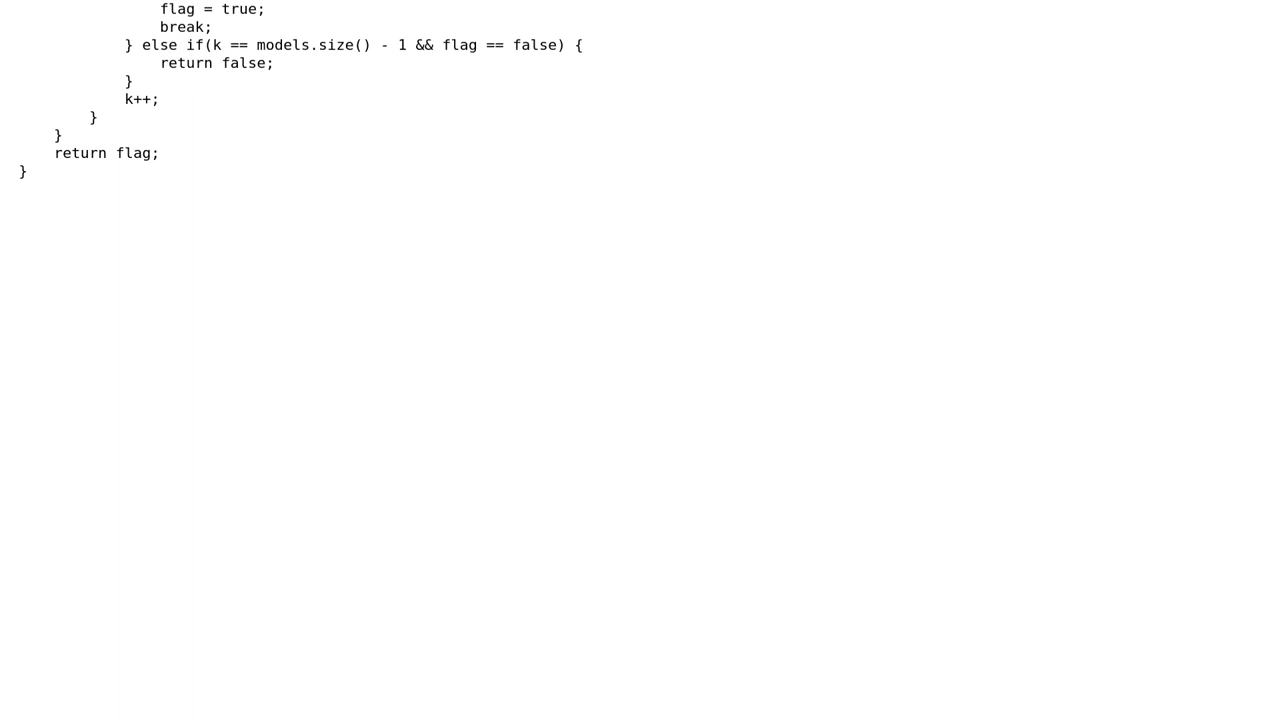 flag = true;
                break;
            } else if(k == models.size() - 1 && flag == false) {
                return false;
            }
            k++;
        }
    }
    return flag;
}